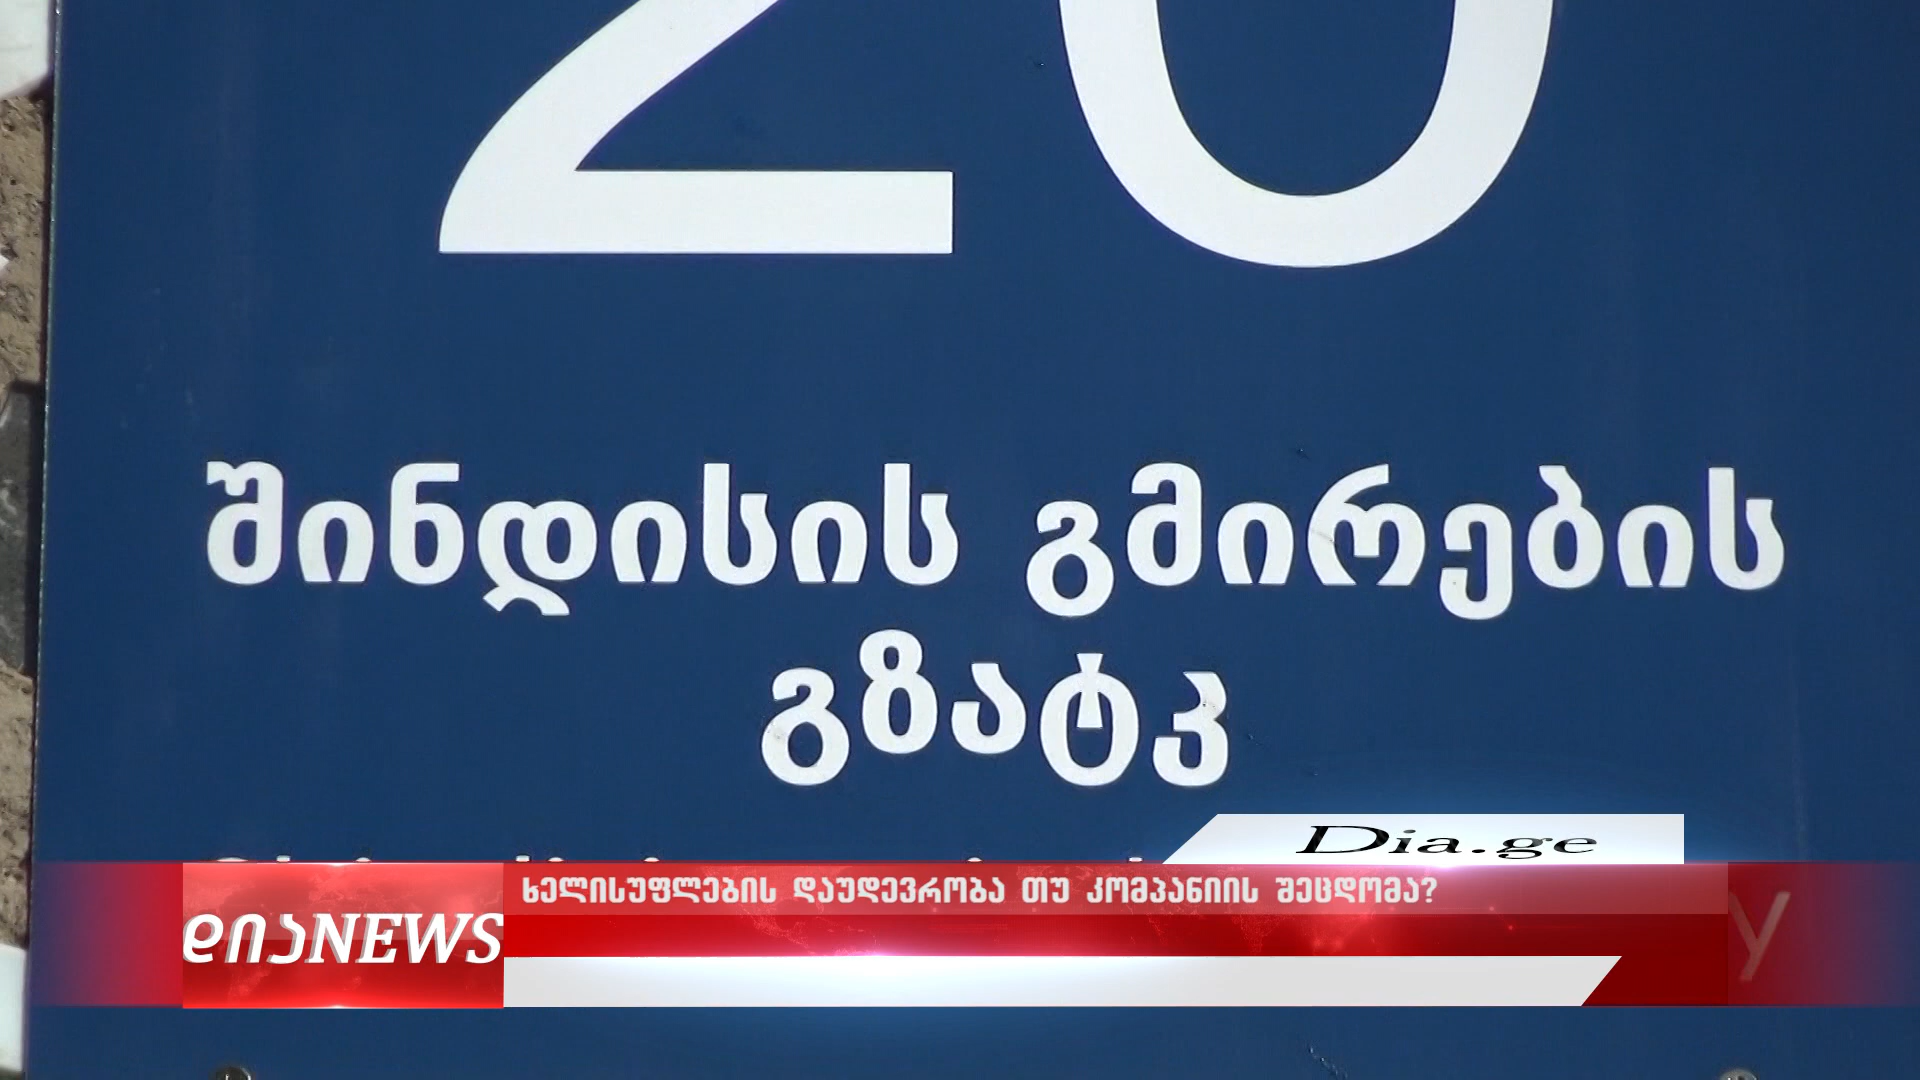 20
შინდისის გმირების
გზატკ
Dia.ge
ხელისუფლების დაუდევრობა თუ კომპანიის შეცდომა?
დიაNEWS